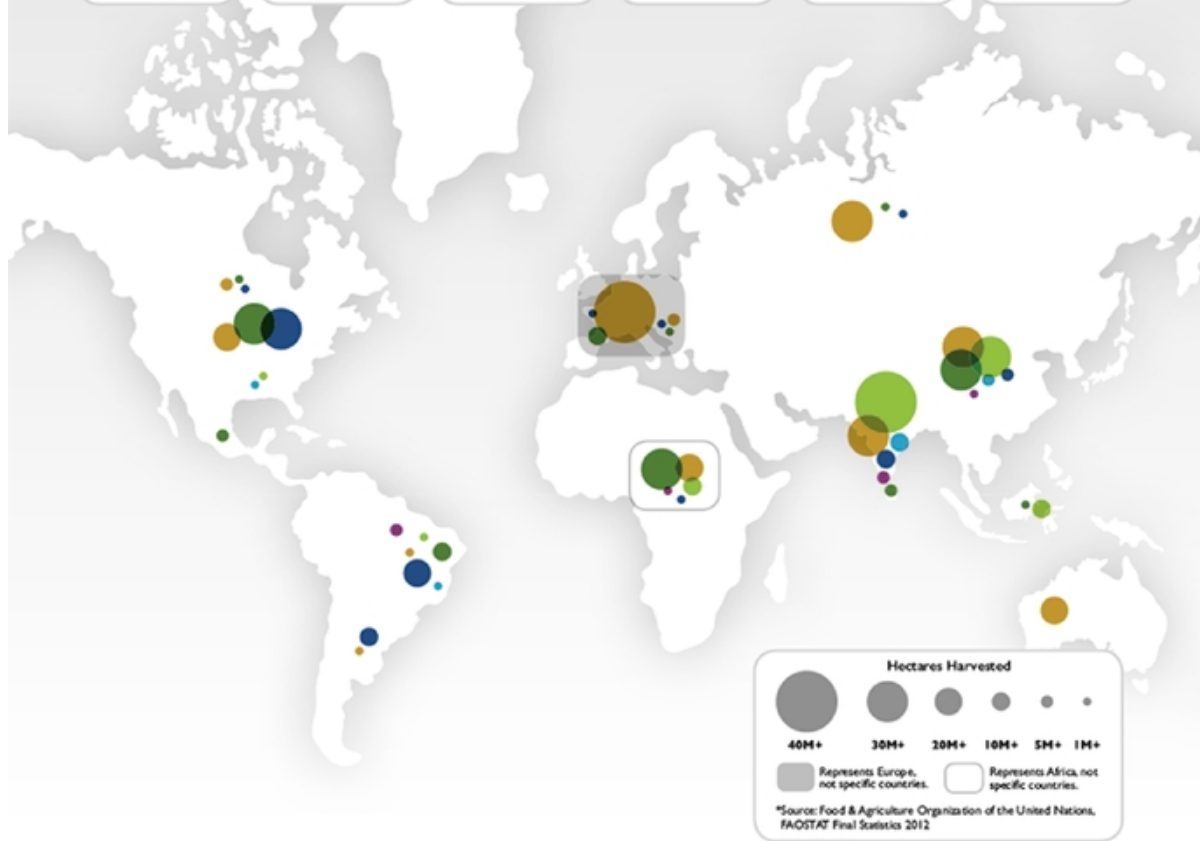 Hectares Harvested
40M+ 30M+ 20M+ 10M+ 5M+ 1M+
Represents Europe,
not specific countries.
Represents Africa, not
specific countries.
*Source: Food & Agriculture Organization of the United Nations,
FAOSTAT Final Statistics 2012